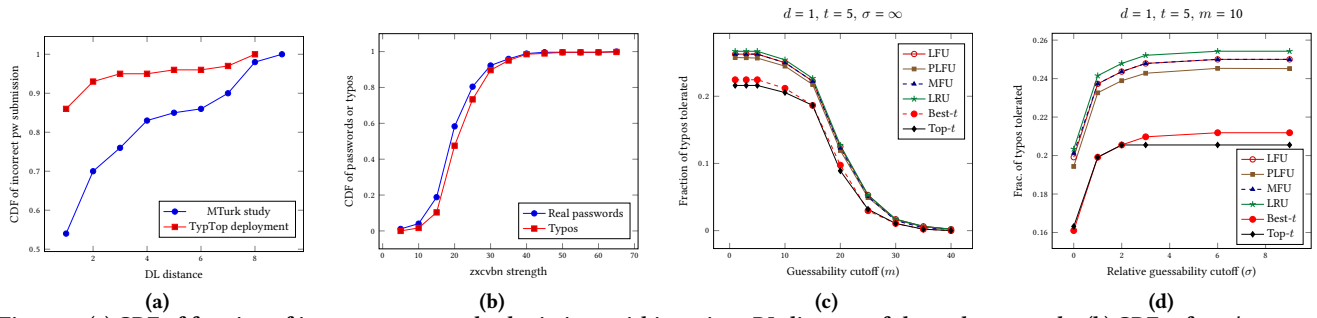 d = 1, t = 5, σ = ∞
d = 1, t = 5, m = 10
CDF of incorrect pw submission
1
0.9
0.8
0.7
0.6
0.5
2
4
6
8
MTurk study
TypTop deployment
DL distance
(a)
CDF of passwords or typos
1.0
0.8
0.6
0.4
0.2
0
0
10
20
30
40
50
60
70
Real passwords
Typos
zxcvbn strength
(b)
Fraction of typos tolerated
0.2
0.1
0
0
10
20
30
40
LFU
PLFU
MFU
LRU
Best-t
Top-t
Guessability cutoff (m)
(c)
Frac. of typos tolerated
0.26
0.24
0.22
0.2
0.18
0.16
0
2
4
6
8
LFU
PLFU
MFU
LRU
Best-t
Top-t
Relative guessability cutoff (σ)
(d)